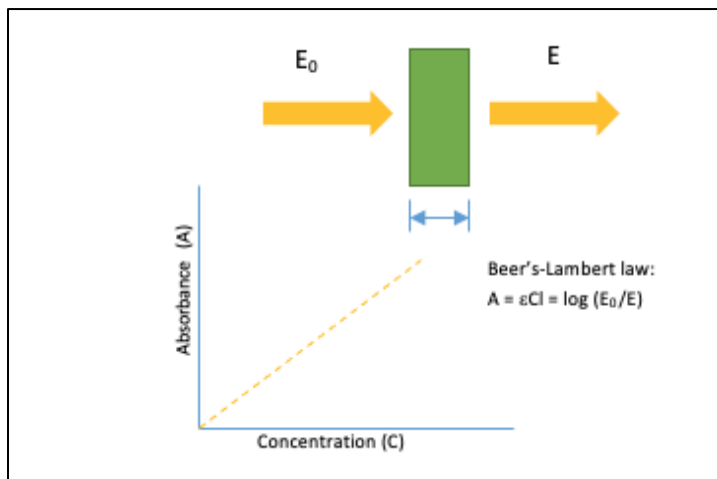 E₀
E
Absorbance (A)
Beer's-Lambert law:
A = εCl = log (E₀/E)
Concentration (C)